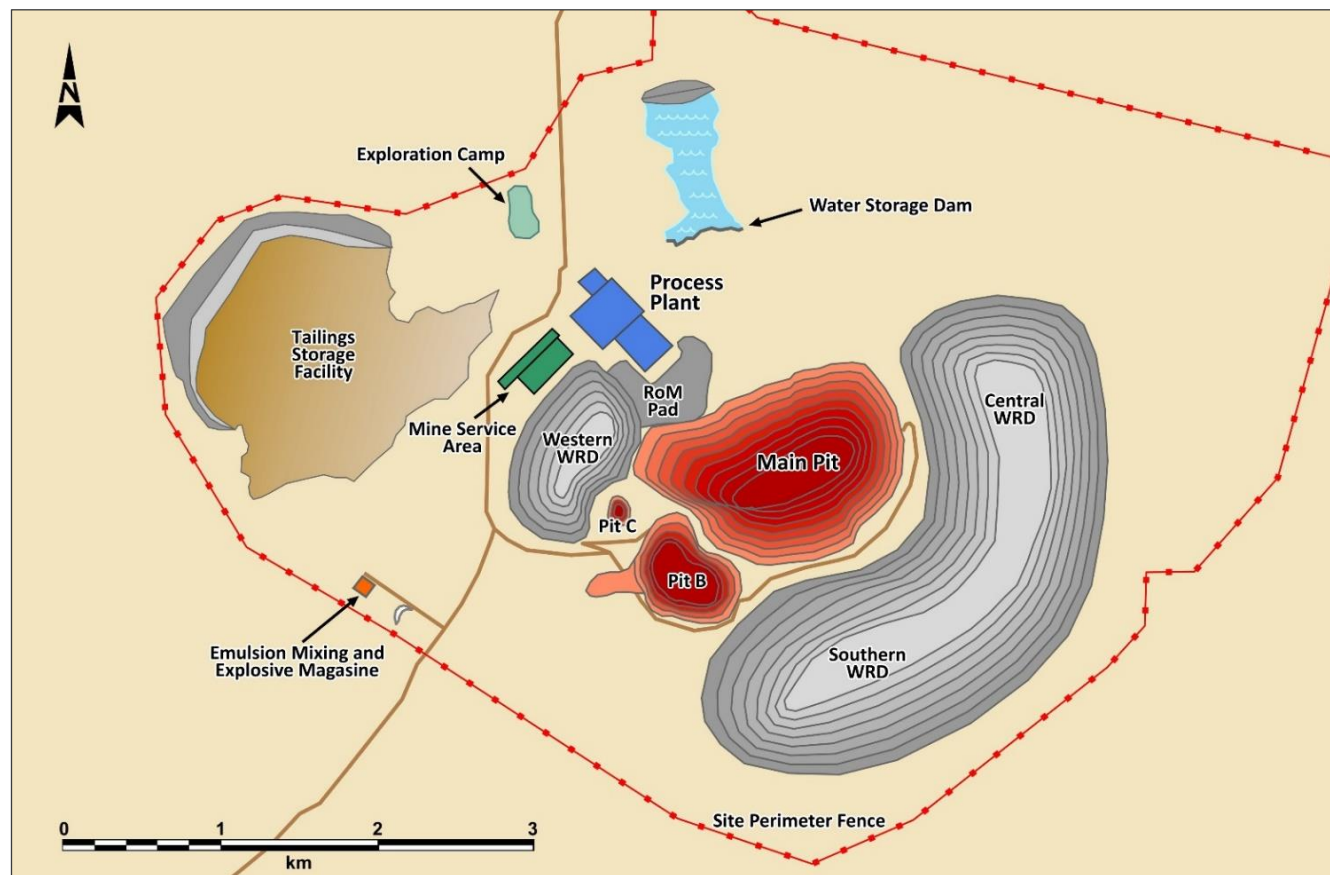 N
Exploration Camp
Water Storage Dam
Process
Plant
Tailings
Storage
Facility
RoM
Pad
Central
WRD
Mine Service
Area
Western
WRD
Main Pit
Pit C
Pit B
Emulsion Mixing and
Explosive Magasine
Southern
WRD
Site Perimeter Fence
0 1 2 3
km